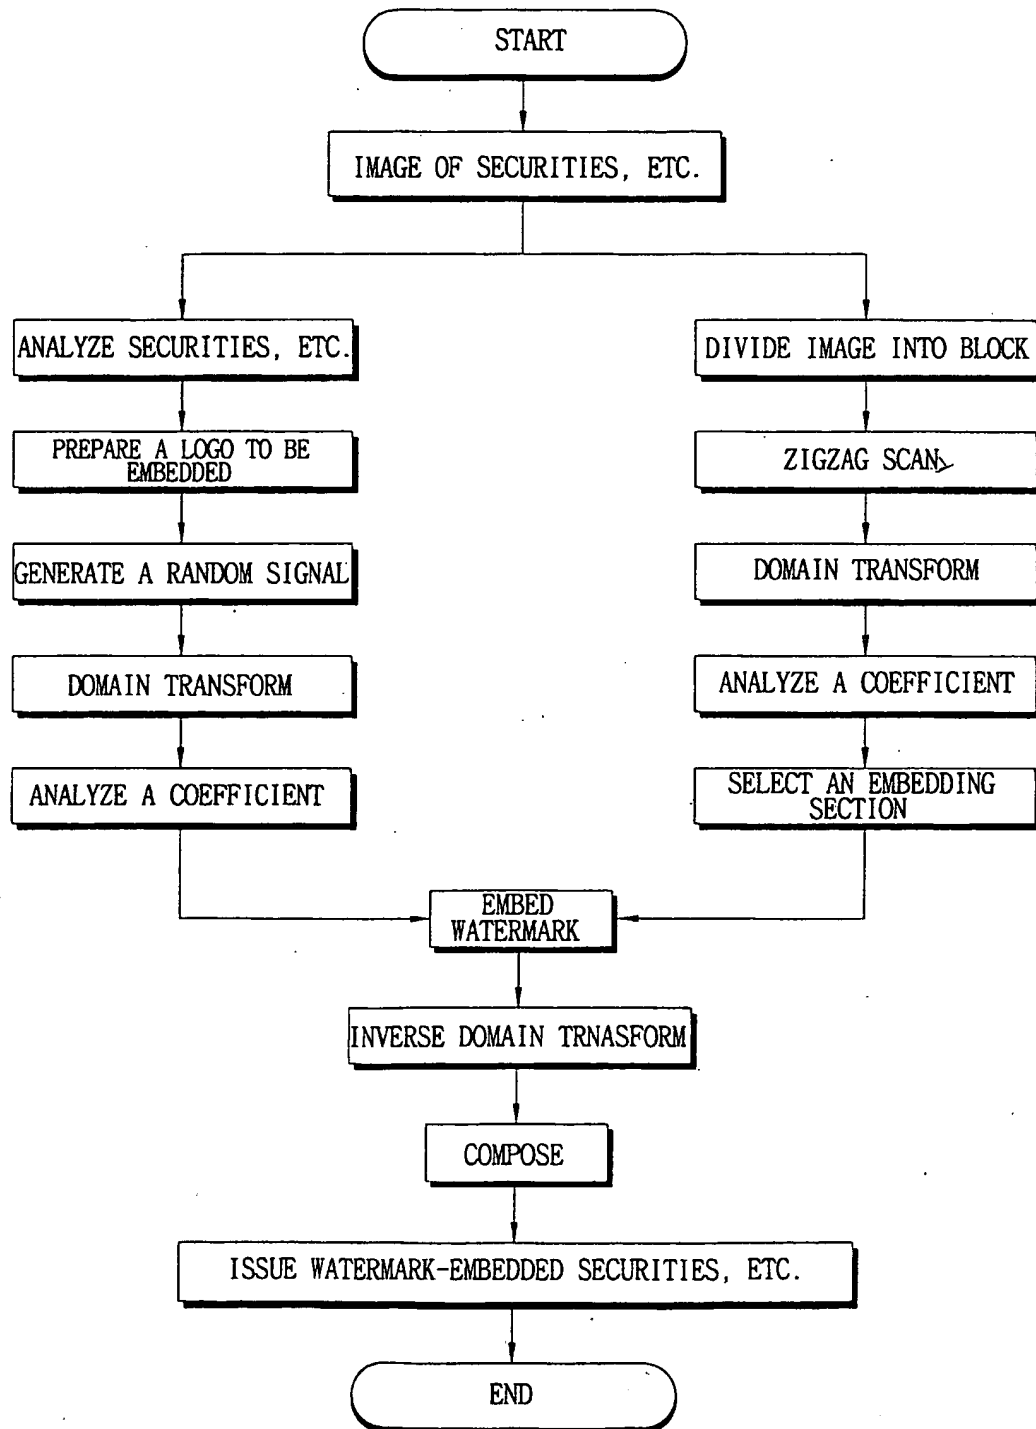 START
IMAGE OF SECURITIES, ETC.
ANALYZE SECURITIES, ETC.
PREPARE A LOGO TO BE
EMBEDDED
GENERATE A RANDOM SIGNAL
DOMAIN TRANSFORM
ANALYZE A COEFFICIENT
DIVIDE IMAGE INTO BLOCK
ZIGZAG SCAN
DOMAIN TRANSFORM
ANALYZE A COEFFICIENT
SELECT AN EMBEDDING
SECTION
EMBED
WATERMARK
INVERSE DOMAIN TRNASFORM
COMPOSE
ISSUE WATERMARK-EMBEDDED SECURITIES, ETC.
END